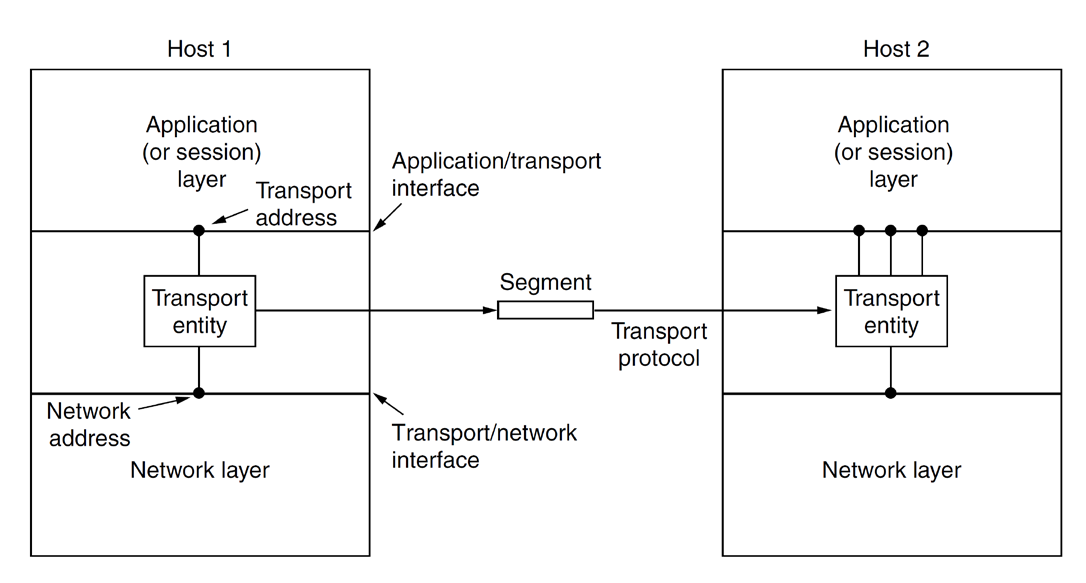 Host 1
Host 2
Application
(or session)
layer
Application
(or session)
layer
Application/transport
interface
Transport
address
Segment
Transport
entity
Transport
entity
Transport
protocol
Network
address
Transport/network
interface
Network layer
Network layer